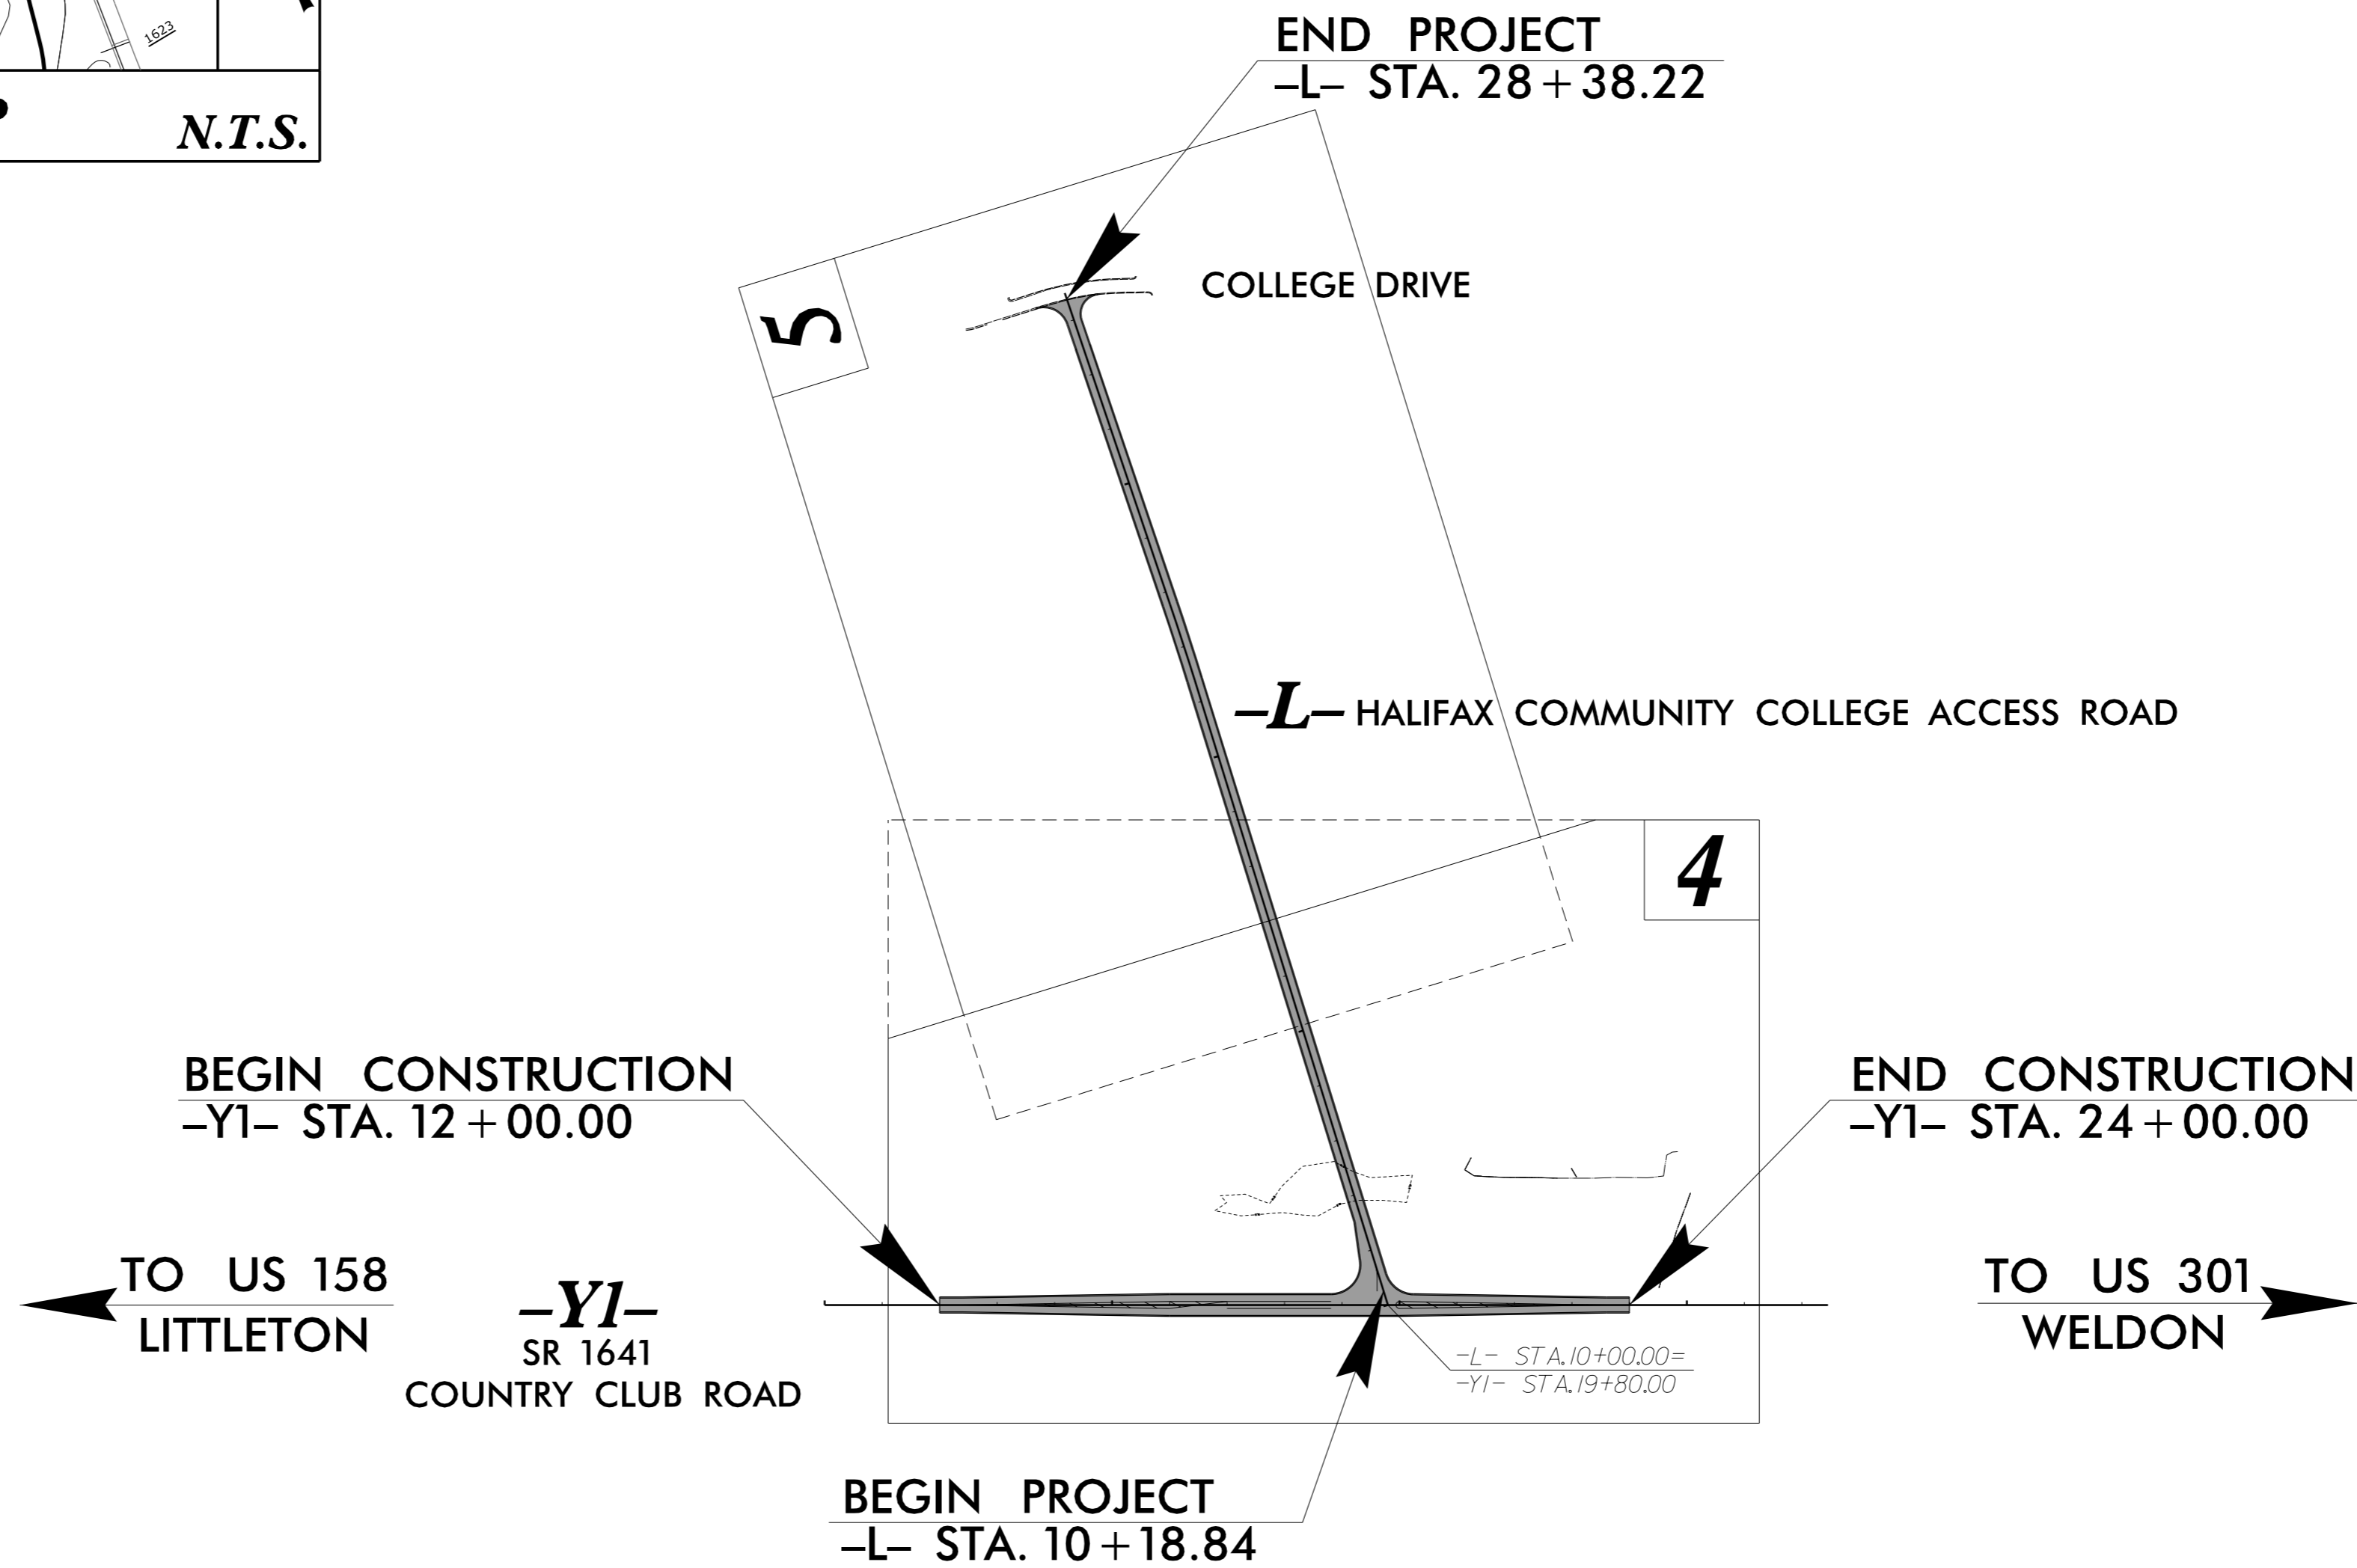 1623
N.T.S.
END PROJECT
–L– STA. 28+38.22
COLLEGE DRIVE
5
–L– HALIFAX COMMUNITY COLLEGE ACCESS ROAD
4
BEGIN CONSTRUCTION
–Y1– STA. 12+00.00
END CONSTRUCTION
–Y1– STA. 24+00.00
TO US 158
LITTLETON
–Y1–
SR 1641
COUNTRY CLUB ROAD
TO US 301
WELDON
-L- STA.10+00.00=
-Y1- STA.19+80.00
BEGIN PROJECT
–L– STA. 10+18.84